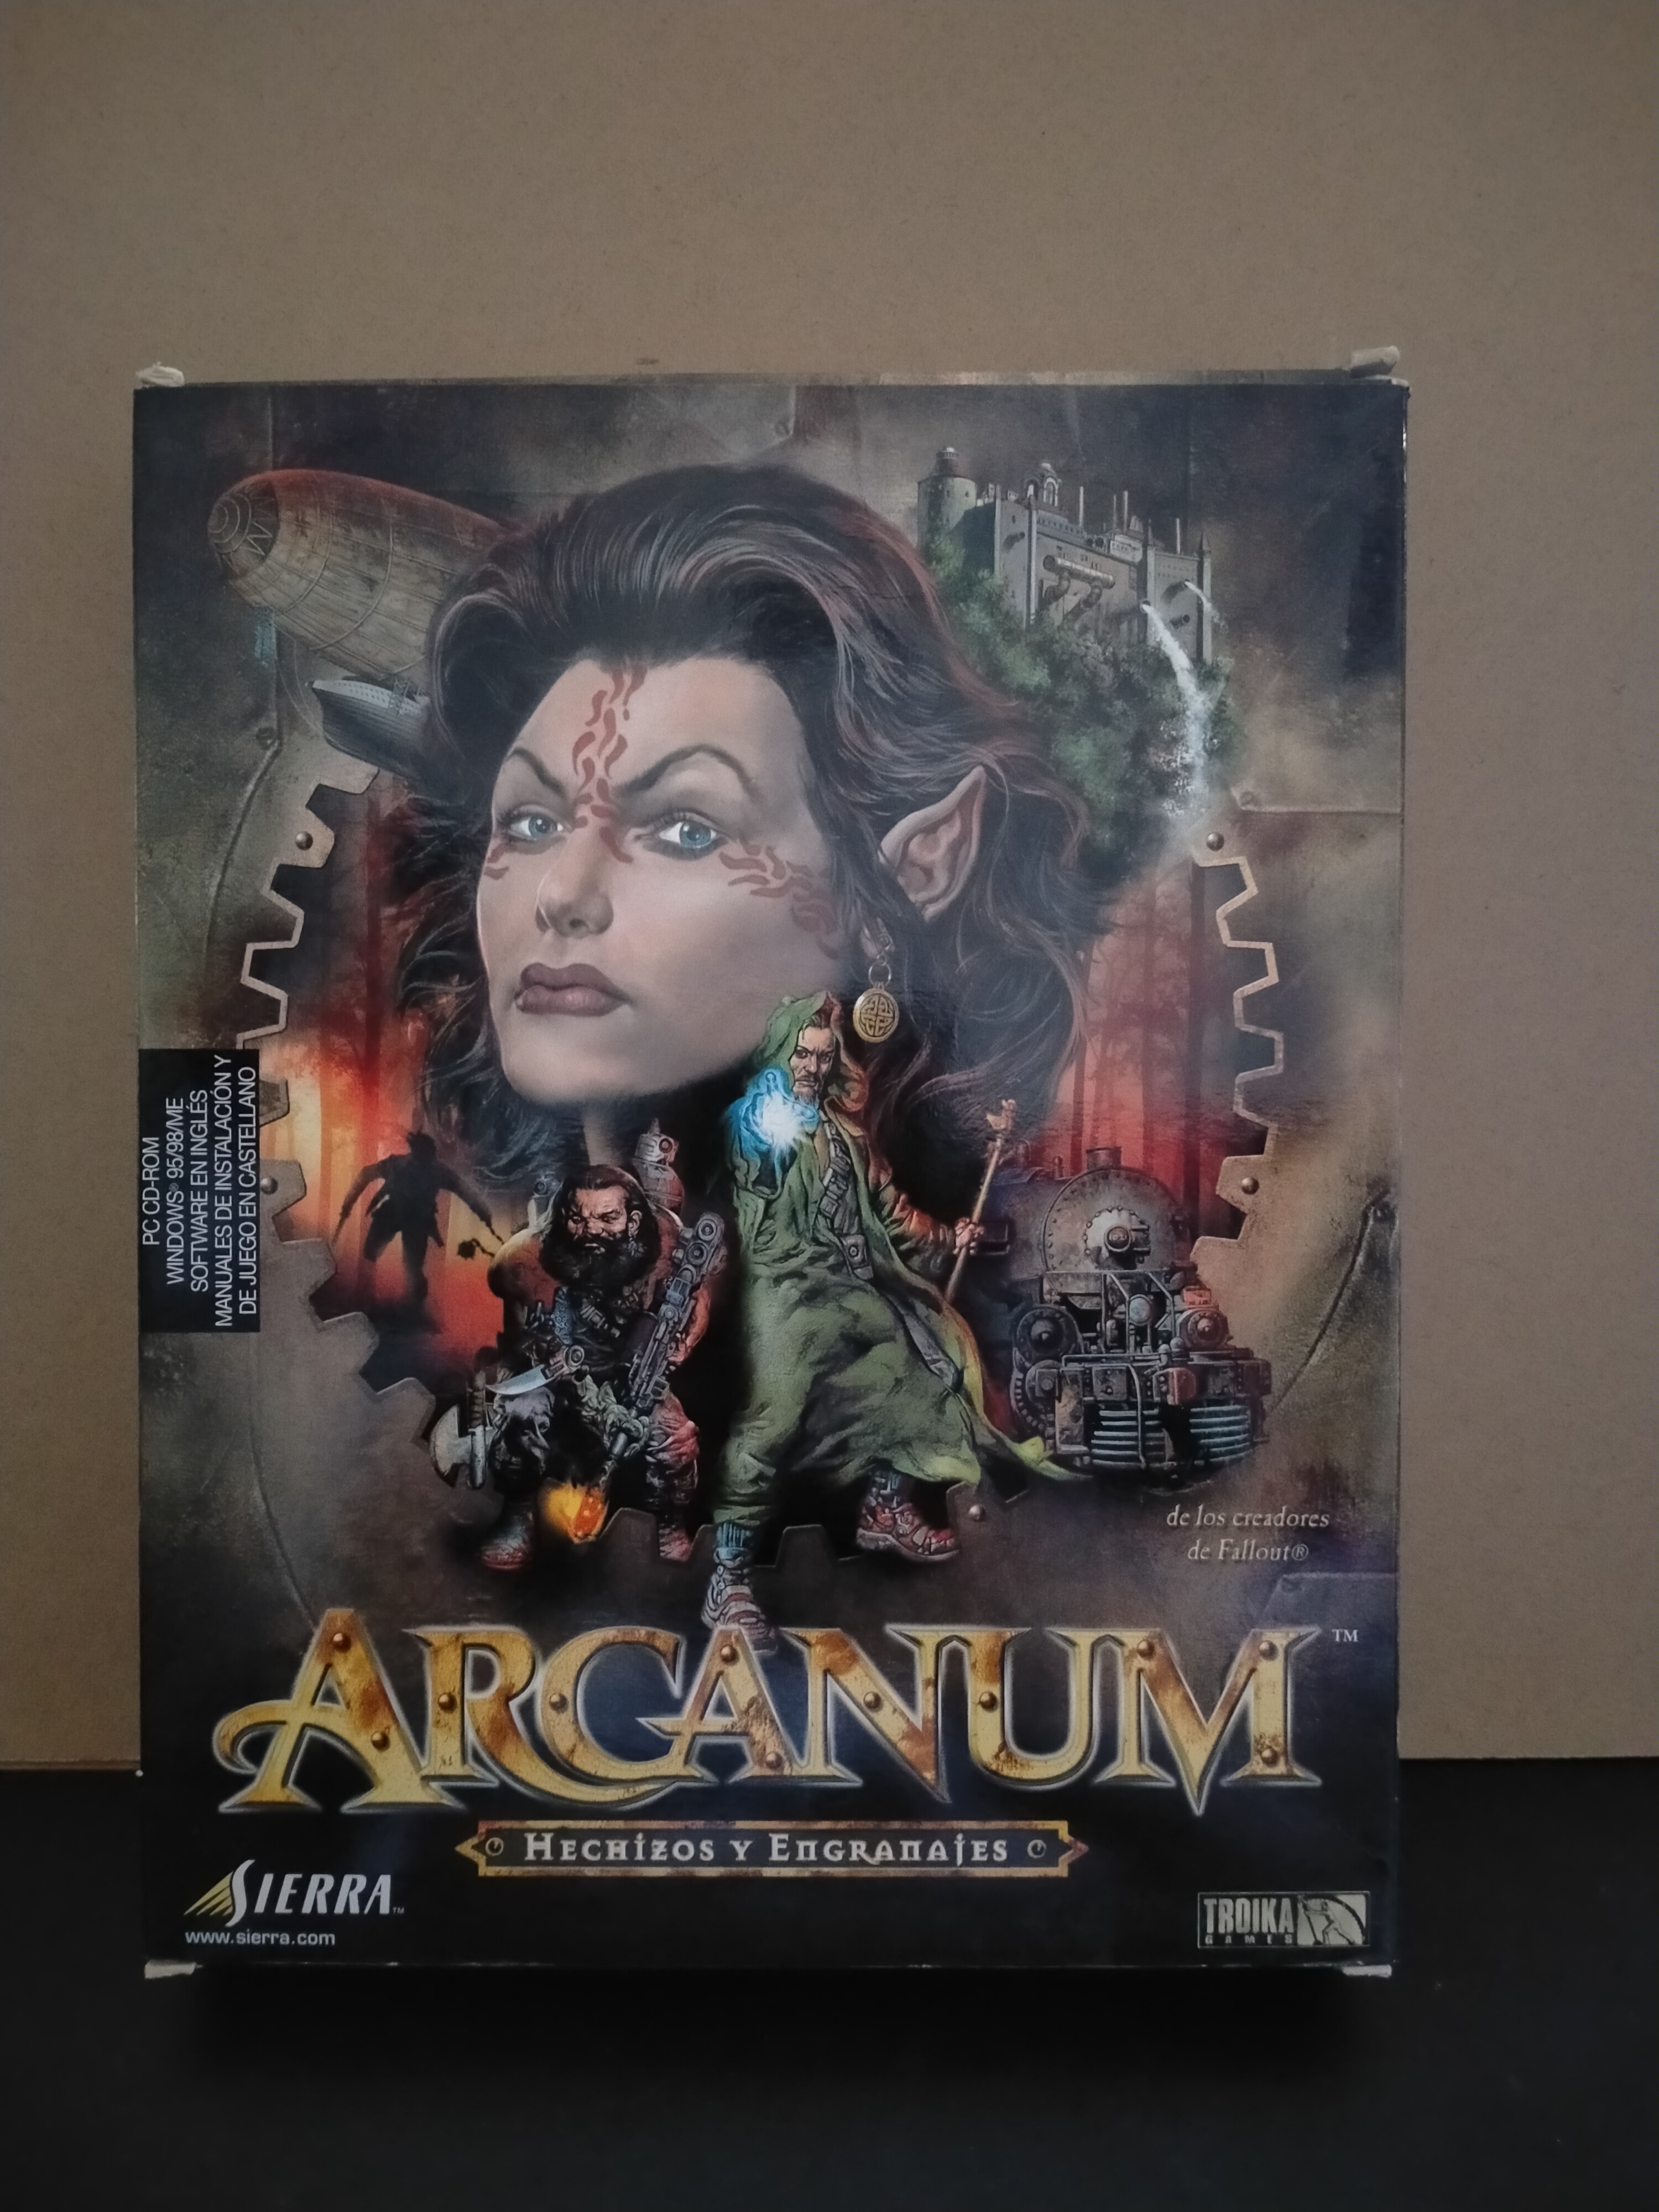 PC CD-ROM
WINDOWS® 95/98/ME
SOFTWARE EN INGLÉS
MANUALES DE INSTALACIÓN Y
DE JUEGO EN CASTELLANO
de los creadores
de Fallout®
ARCANUM™
HECHIZOS Y ENGRANAJES
SIERRA™
www.sierra.com
TROIKA
GAMES